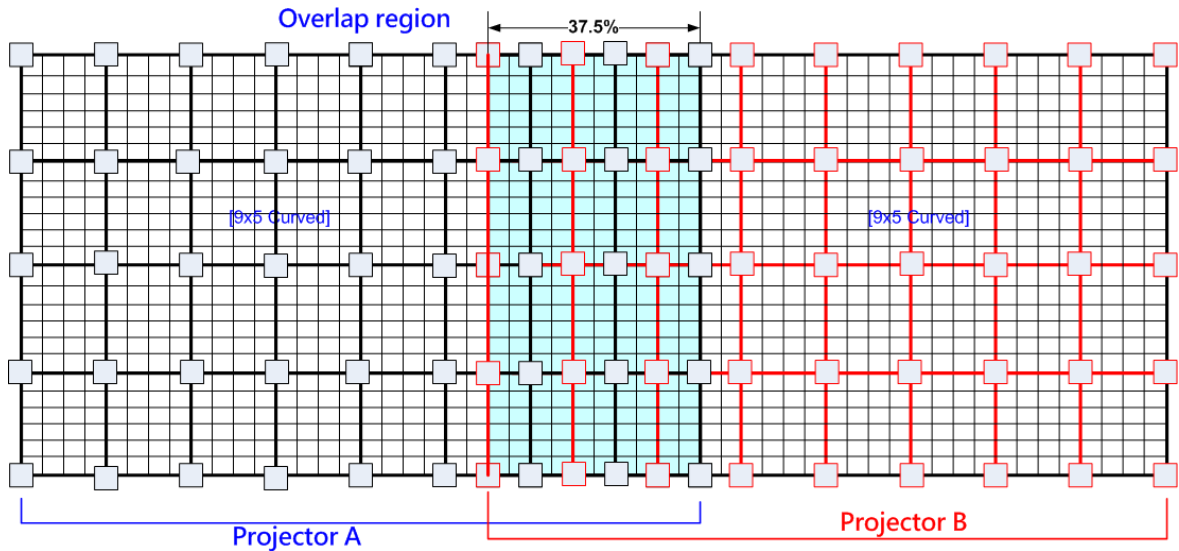 Overlap region
37.5%
[9x5 Curved]
[9x5 Curved]
Projector A
Projector B